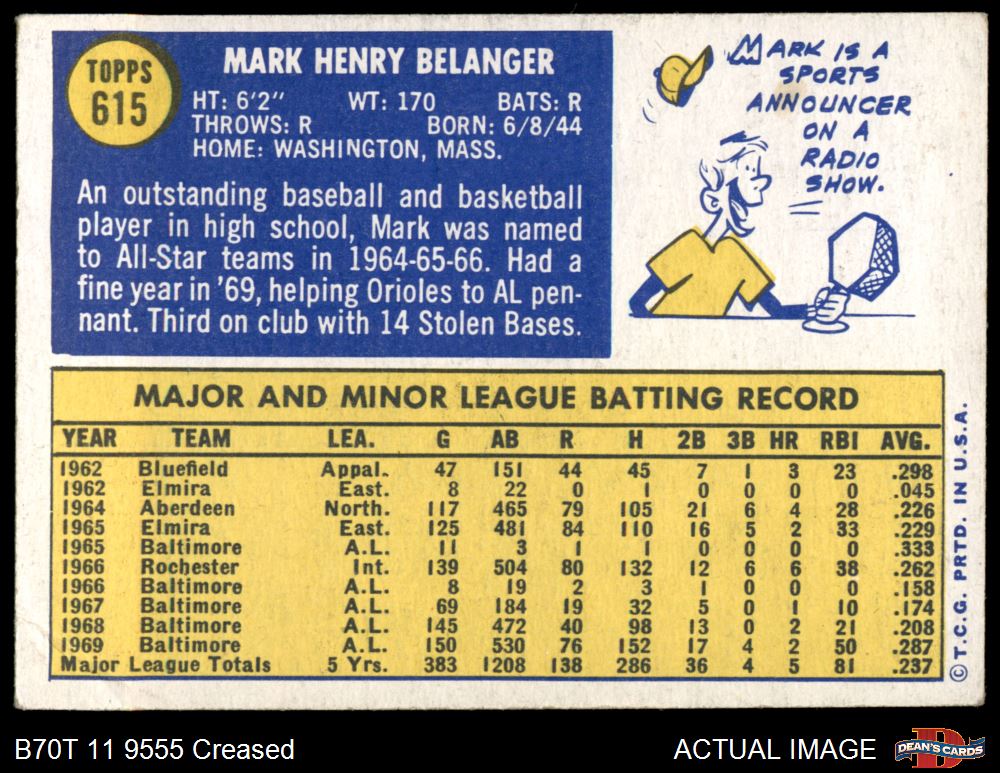 TOPPS
615
MARK HENRY BELANGER
HT: 6'2" WT: 170 BATS: R
THROWS: R BORN: 6/8/44
HOME: WASHINGTON, MASS.
An outstanding baseball and basketball
player in high school, Mark was named
to All-Star teams in 1964-65-66. Had a
fine year in '69, helping Orioles to AL pen-
nant. Third on club with 14 Stolen Bases.
MARK IS A
SPORTS
ANNOUNCER
ON A
RADIO
SHOW.
MAJOR AND MINOR LEAGUE BATTING RECORD
YEAR TEAM LEA. G AB R H 2B 3B HR RBI AVG.
1962 Bluefield Appal. 47 151 44 45 7 1 3 23 .298
1962 Elmira East. 8 22 0 1 0 0 0 0 .045
1964 Aberdeen North. 117 465 79 105 21 6 4 28 .226
1965 Elmira East. 125 481 84 110 16 5 2 33 .229
1965 Baltimore A.L. 11 3 1 1 0 0 0 0 .333
1966 Rochester Int. 139 504 80 132 12 6 6 38 .262
1966 Baltimore A.L. 8 19 2 3 1 0 0 0 .158
1967 Baltimore A.L. 69 184 19 32 5 0 1 10 .174
1968 Baltimore A.L. 145 472 40 98 13 0 2 21 .208
1969 Baltimore A.L. 150 530 76 152 17 4 2 50 .287
Major League Totals 5 Yrs. 383 1208 138 286 36 4 5 81 .237
© T.C.G. PRTD. IN U.S.A.
B70T 11 9555 Creased
ACTUAL IMAGE
DEAN'S CARDS